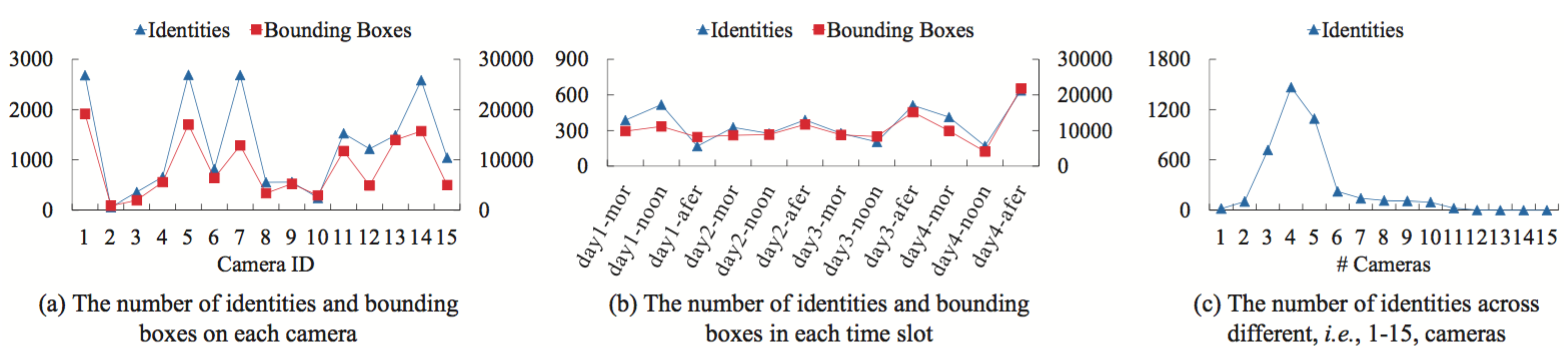 Identities Bounding Boxes
3000 30000
2000 20000
1000 10000
0 0
1 2 3 4 5 6 7 8 9 10 11 12 13 14 15
Camera ID
(a) The number of identities and bounding
boxes on each camera
Identities Bounding Boxes
900 30000
600 20000
300 10000
0 0
day1-mor day1-noon day1-afer day2-mor day2-noon day2-afer day3-mor day3-noon day3-afer day4-mor day4-noon day4-afer
(b) The number of identities and bounding
boxes in each time slot
Identities
1800
1200
600
0
1 2 3 4 5 6 7 8 9 10 11 12 13 14 15
# Cameras
(c) The number of identities across
different, i.e., 1-15, cameras